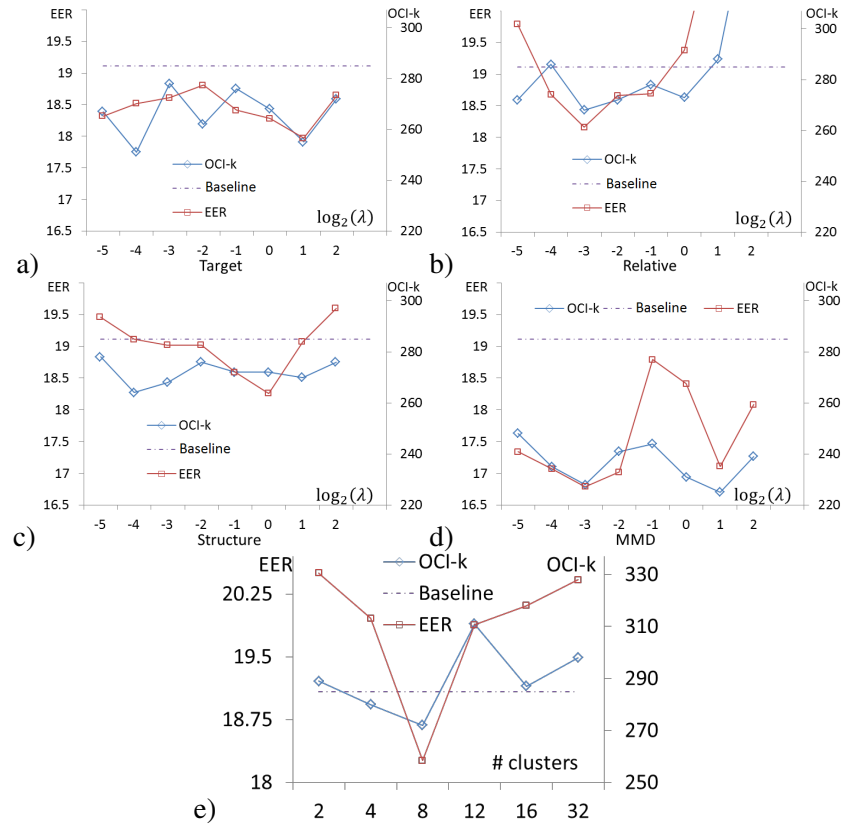 EER OCI-k
19.5 300
19 280
18.5
18 260
17.5 OCI-k
Baseline 240
17 EER
16.5 log₂(λ) 220
-5 -4 -3 -2 -1 0 1 2
a) Target
EER OCI-k
19.5 300
19 280
18.5
18 260
17.5 OCI-k
Baseline 240
17 EER
16.5 log₂(λ) 220
-5 -4 -3 -2 -1 0 1 2
b) Relative
EER OCI-k
19.5 300
19 280
18.5
18 260
17.5 OCI-k
Baseline 240
17 EER
16.5 log₂(λ) 220
-5 -4 -3 -2 -1 0 1 2
c) Structure
EER OCI-k
OCI-k Baseline EER
19.5 300
19 280
18.5
18 260
17.5
17 240
16.5 log₂(λ) 220
-5 -4 -3 -2 -1 0 1 2
d) MMD
EER OCI-k OCI-k
20.25 Baseline 330
EER 310
19.5 290
18.75 270
18 # clusters 250
2 4 8 12 16 32
e)